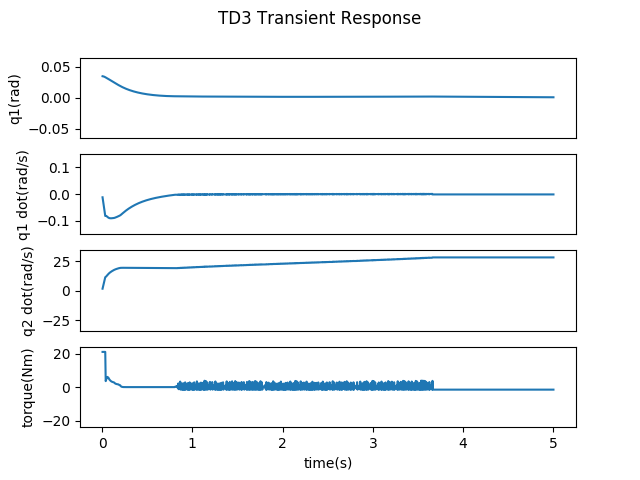 TD3 Transient Response
q1(rad)
0.05
0.00
−0.05
q1 dot(rad/s)
0.1
0.0
−0.1
q2 dot(rad/s)
25
0
−25
torque(Nm)
20
0
−20
0 1 2 3 4 5
time(s)